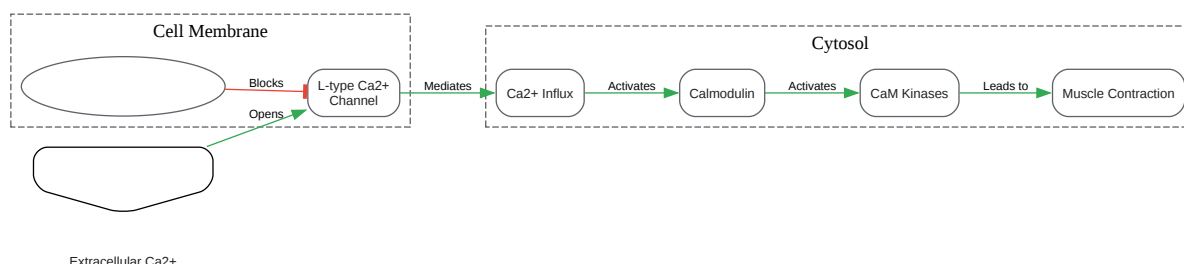 Cell Membrane
Cytosol
Blocks
L-type Ca2+
Channel
Opens
Mediates
Ca2+ Influx
Activates
Calmodulin
Activates
CaM Kinases
Leads to
Muscle Contraction
Extracellular Ca2+